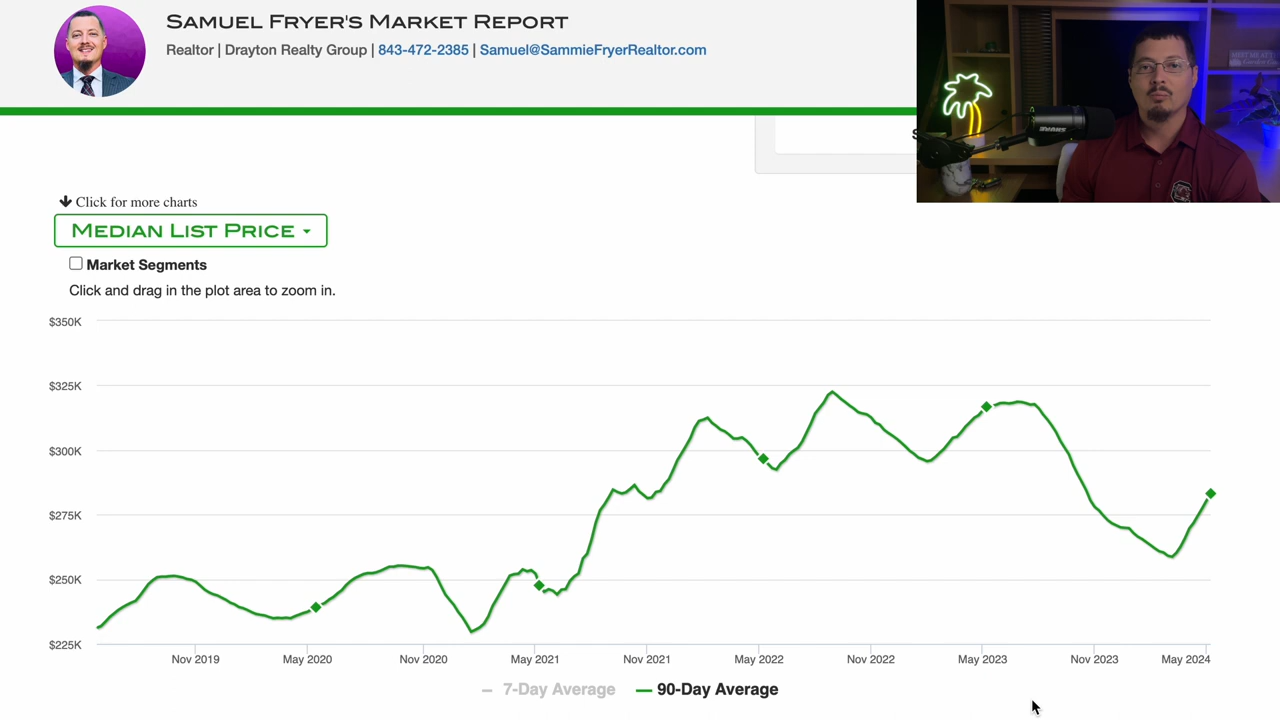 SAMUEL FRYER'S MARKET REPORT
Realtor | Drayton Realty Group | 843-472-2385 | Samuel@SammieFryerRealtor.com
Click for more charts
MEDIAN LIST PRICE
Market Segments
Click and drag in the plot area to zoom in.
$350K
$325K
$300K
$275K
$250K
$225K
Nov 2019 May 2020 Nov 2020 May 2021 Nov 2021 May 2022 Nov 2022 May 2023 Nov 2023 May 2024
7-Day Average 90-Day Average